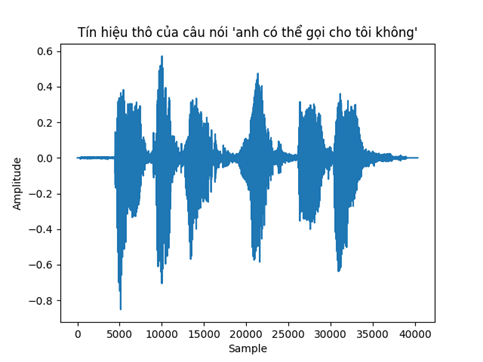 Tín hiệu thô của câu nói 'anh có thể gọi cho tôi không'
0.6
0.4
0.2
0.0
−0.2
−0.4
−0.6
−0.8
Amplitude
0 5000 10000 15000 20000 25000 30000 35000 40000
Sample